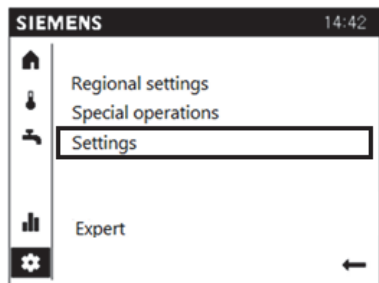 SIEMENS 14:42
Regional settings
Special operations
Settings
Expert